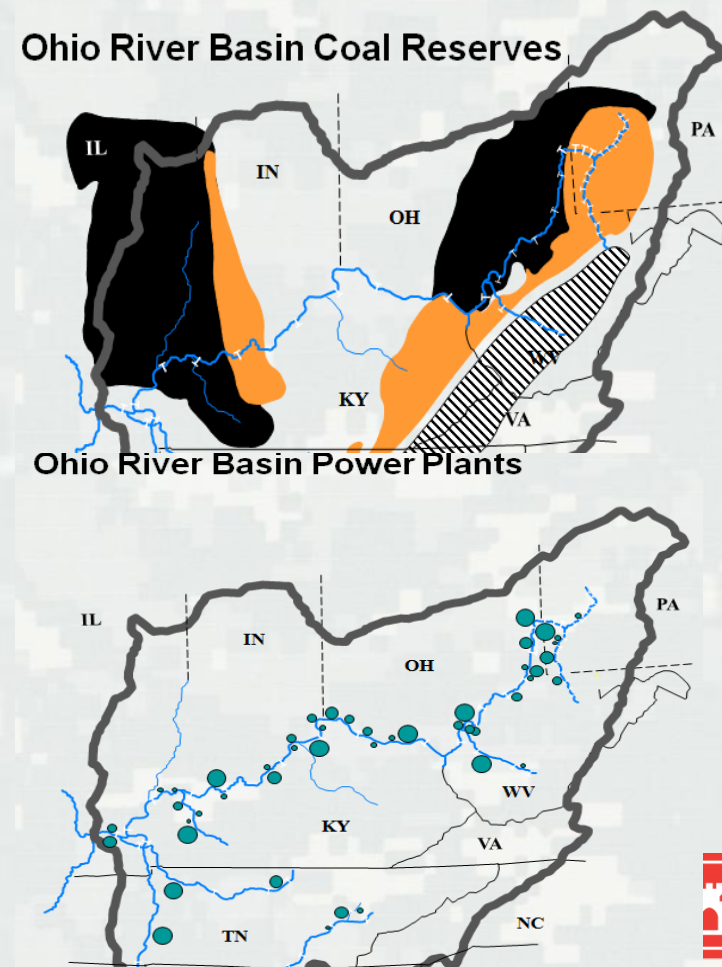 Ohio River Basin Coal Reserves
IL
IN
OH
PA
KY
WV
VA
Ohio River Basin Power Plants
IL
IN
OH
PA
KY
WV
VA
TN
NC